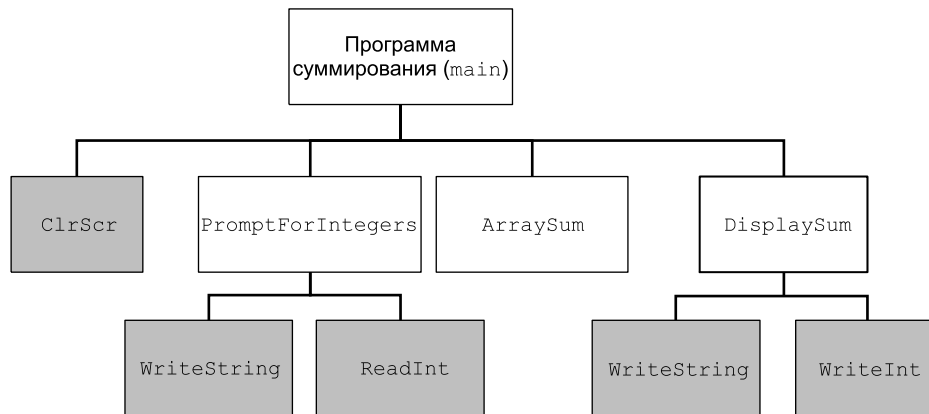 Программа
суммирования (main)
ClrScr
PromptForIntegers
ArraySum
DisplaySum
WriteString
ReadInt
WriteString
WriteInt